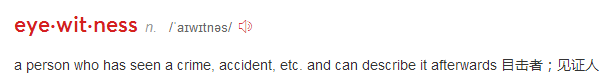 eye·wit·ness n. /ˈaɪwɪtnəs/
a person who has seen a crime, accident, etc. and can describe it afterwards 目击者；见证人